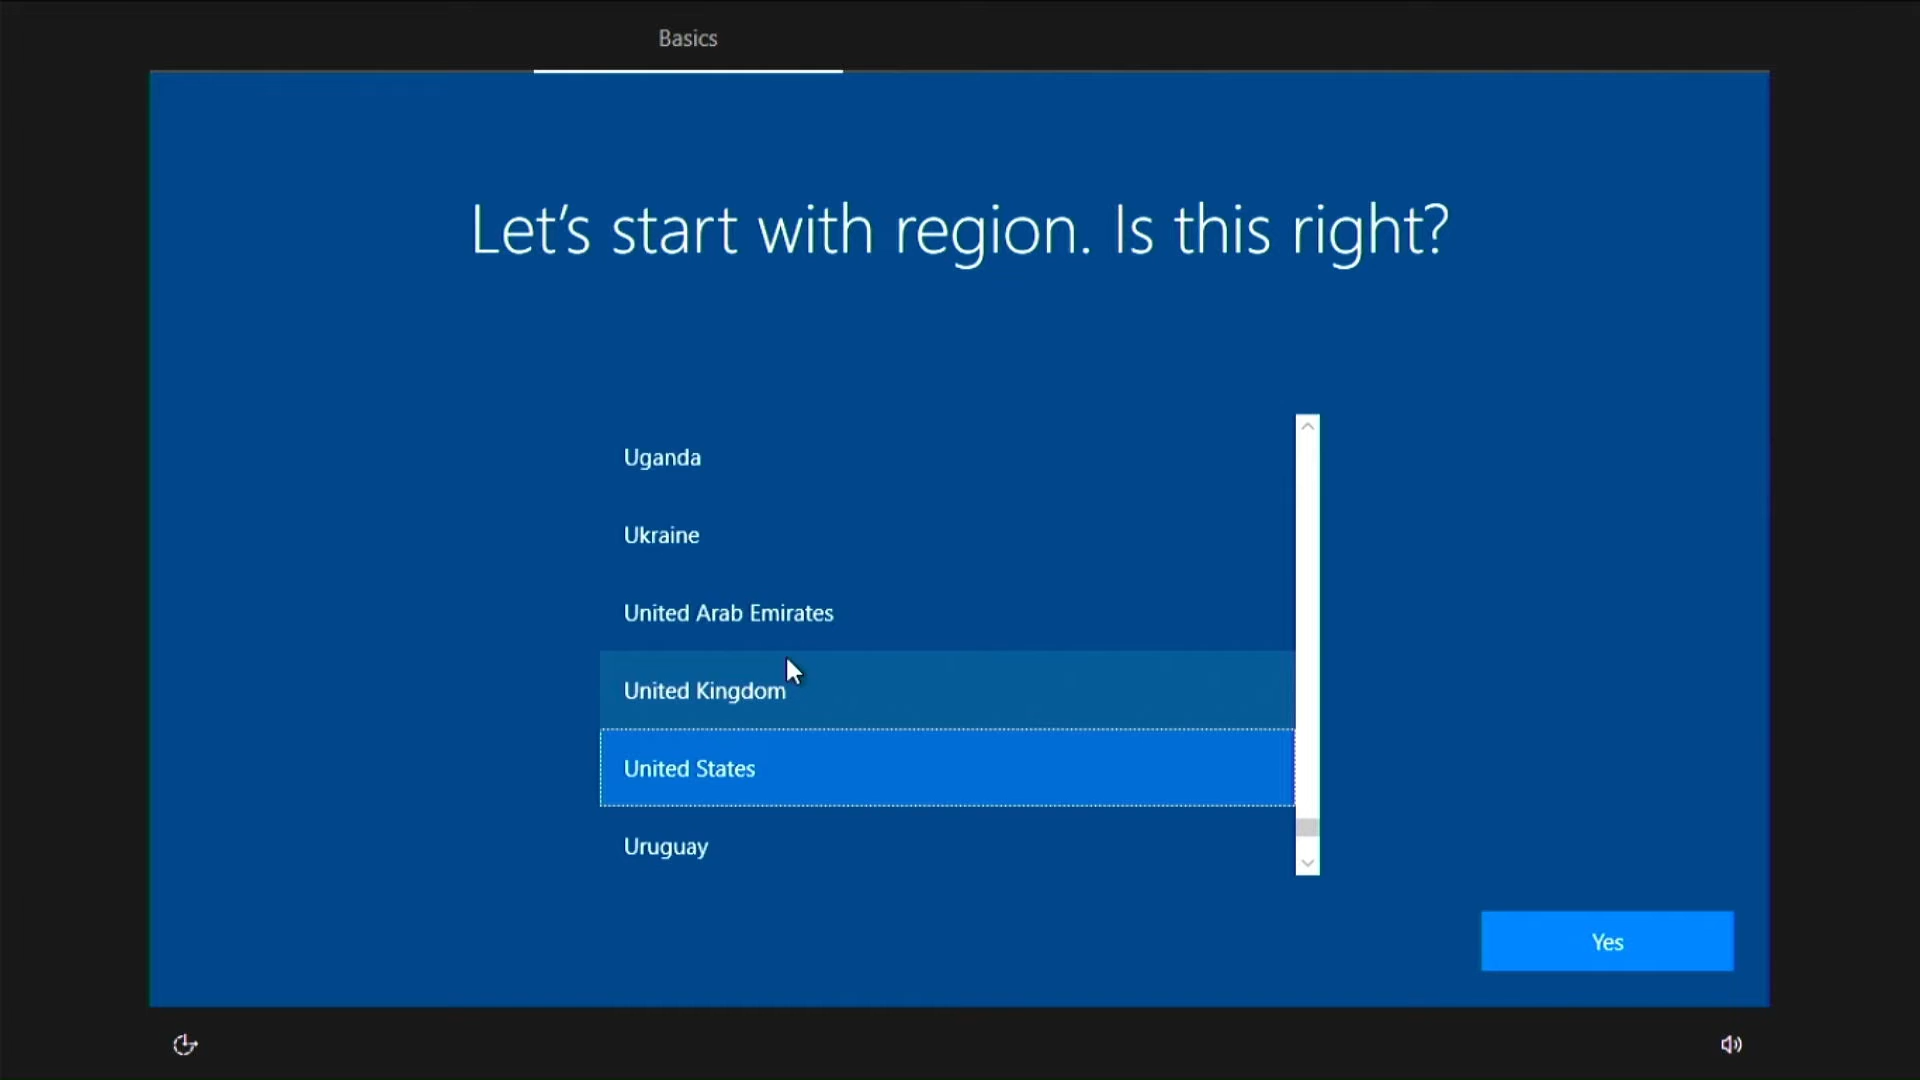 Basics
Let's start with region. Is this right?
Uganda
Ukraine
United Arab Emirates
United Kingdom
United States
Uruguay
Yes